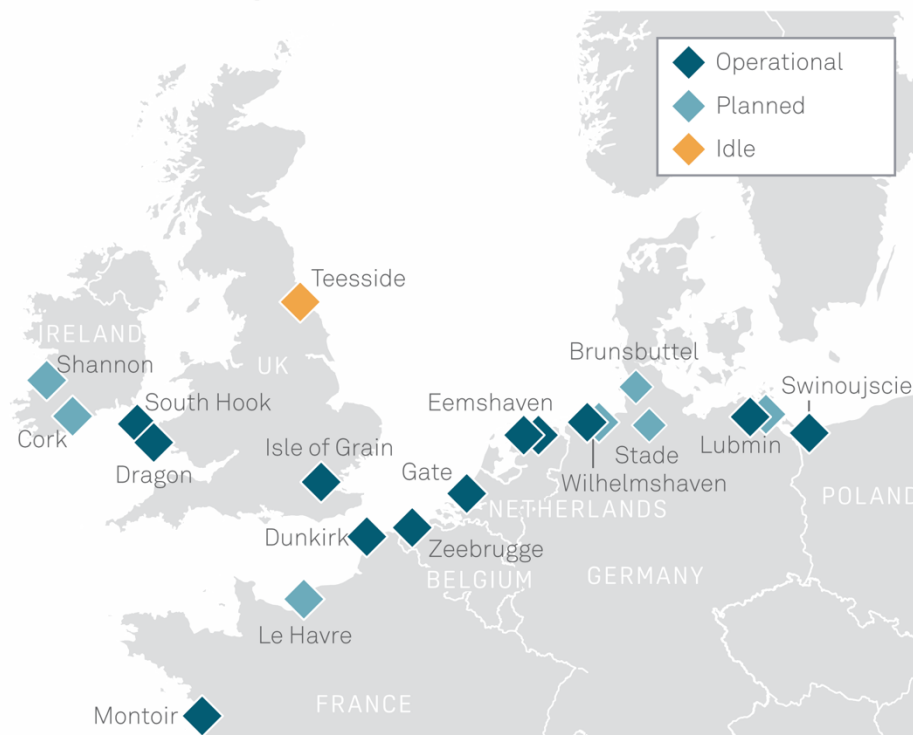 Operational
Planned
Idle
Teesside
IRELAND
UK
Shannon
Brunsbuttel
Swinoujscie
South Hook
Eemshaven
Cork
Isle of Grain
Lubmin
Stade
Dragon
Gate
Wilhelmshaven
POLAND
NETHERLANDS
Dunkirk
Zeebrugge
BELGIUM
GERMANY
Le Havre
FRANCE
Montoir